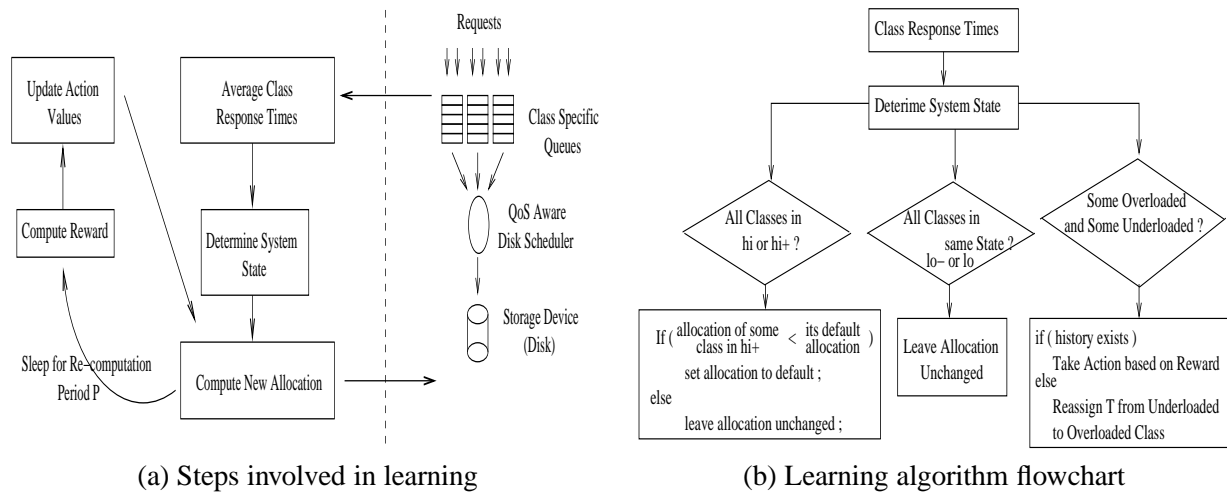 Requests
Update Action
Values
Average Class
Response Times
Class Specific
Queues
Compute Reward
Determine System
State
QoS Aware
Disk Scheduler
Storage Device
(Disk)
Sleep for Re-computation
Period P
Compute New Allocation
(a) Steps involved in learning
Class Response Times
Deterime System State
All Classes in
hi or hi+ ?
All Classes in
same State ?
lo- or lo
Some Overloaded
and Some Underloaded ?
If ( allocation of some class in hi+ < its default allocation )
set allocation to default ;
else
leave allocation unchanged ;
Leave Allocation
Unchanged
if ( history exists )
Take Action based on Reward
else
Reassign T from Underloaded
to Overloaded Class
(b) Learning algorithm flowchart